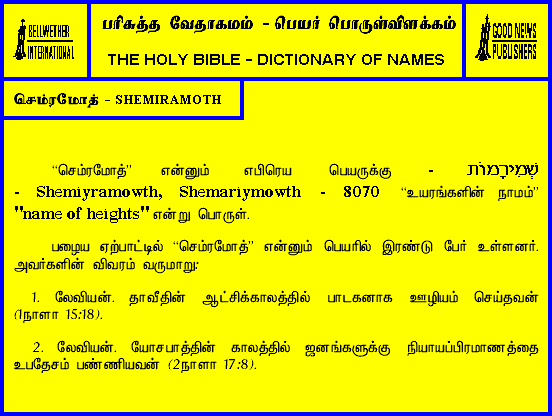 BELLWETHER
INTERNATIONAL
பரிசுத்த வேதாகமம் - பெயர் பொருள்விளக்கம்
THE HOLY BIBLE - DICTIONARY OF NAMES
GOOD NEWS
PUBLISHERS
செம்ரமோத் - SHEMIRAMOTH
“செம்ரமோத்” என்னும் எபிரெய பெயருக்கு - שְׁמִירָמוֹת
- Shemiyramowth, Shemariymowth - 8070 “உயரங்களின் நாமம்”
"name of heights" என்று பொருள்.
பழைய ஏற்பாட்டில் “செம்ரமோத்” என்னும் பெயரில் இரண்டு பேர் உள்ளனர்.
அவர்களின் விவரம் வருமாறு:
1. லேவியன். தாவீதின் ஆட்சிக்காலத்தில் பாடகனாக ஊழியம் செய்தவன்
(1நாளா 15:18).
2. லேவியன். யோசபாத்தின் காலத்தில் ஜனங்களுக்கு நியாயப்பிரமாணத்தை
உபதேசம் பண்ணியவன் (2நாளா 17:8).